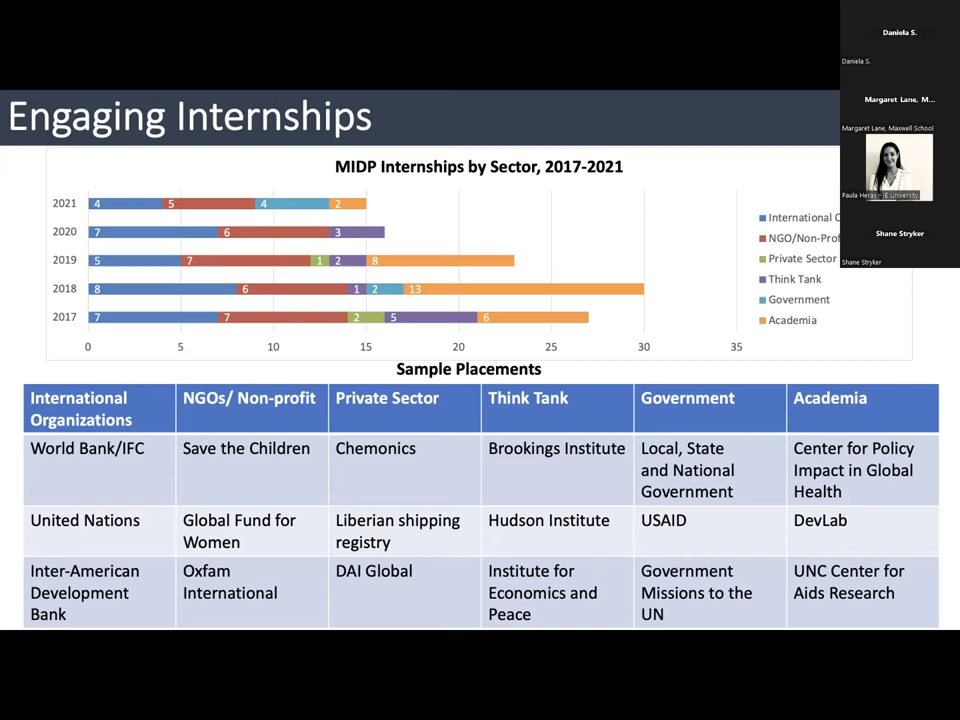 Engaging Internships
MIDP Internships by Sector, 2017-2021
2021 4 5 4 2
2020 7 6 3
2019 5 7 1 2 8
2018 8 6 1 2 13
2017 7 7 2 5 6
0 5 10 15 20 25 30 35
International
NGO/Non-Prof
Private Sector
Think Tank
Government
Academia
Sample Placements
International
Organizations
NGOs/ Non-profit
Private Sector
Think Tank
Government
Academia
World Bank/IFC
Save the Children
Chemonics
Brookings Institute
Local, State
and National
Government
Center for Policy
Impact in Global
Health
United Nations
Global Fund for
Women
Liberian shipping
registry
Hudson Institute
USAID
DevLab
Inter-American
Development
Bank
Oxfam
International
DAI Global
Institute for
Economics and
Peace
Government
Missions to the
UN
UNC Center for
Aids Research
Daniela S.
Daniela S.
Margaret Lane, M...
Margaret Lane, Maxwell School
Paula Heras - IE University
Shane Stryker
Shane Stryker